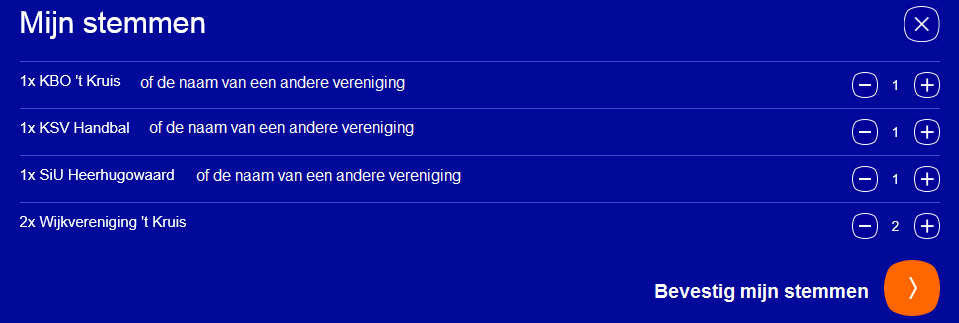 Mijn stemmen
1x KBO 't Kruis of de naam van een andere vereniging 1
1x KSV Handbal of de naam van een andere vereniging 1
1x SiU Heerhugowaard of de naam van een andere vereniging 1
2x Wijkvereniging 't Kruis 2
Bevestig mijn stemmen